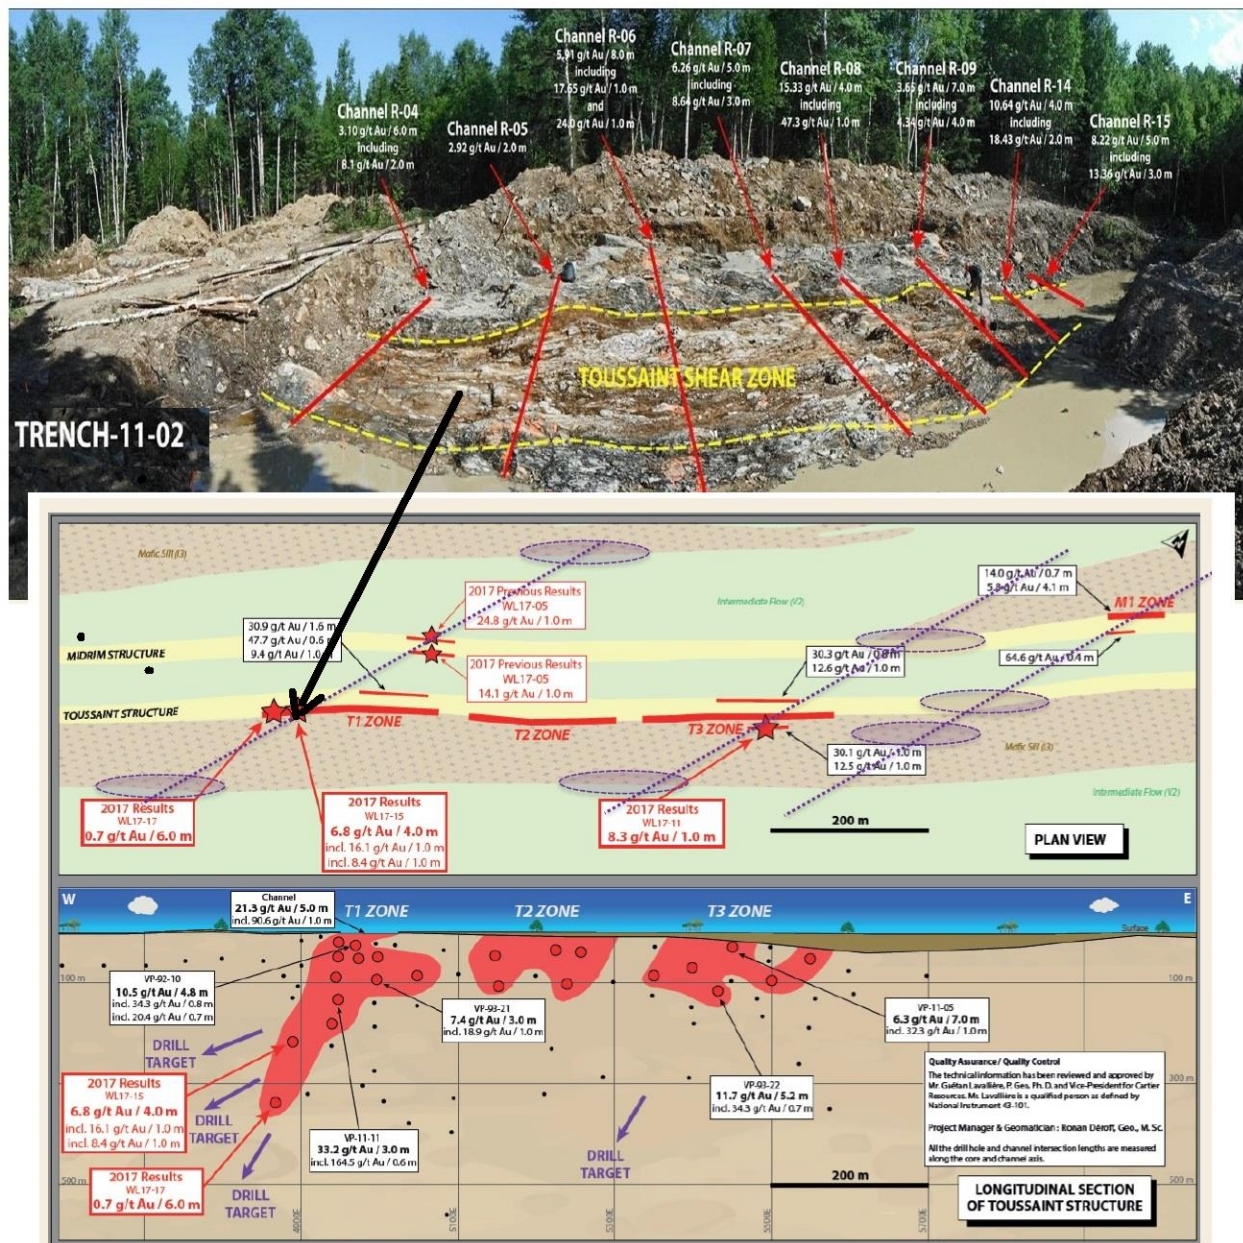 Channel R-04
3.10 g/t Au / 6.0 m
including
8.1 g/t Au / 2.0 m
Channel R-05
2.92 g/t Au / 2.0 m
Channel R-06
5.91 g/t Au / 8.0 m
including
17.65 g/t Au / 1.0 m
and
24.0 g/t Au / 1.0 m
Channel R-07
6.26 g/t Au / 5.0 m
including
8.64 g/t Au / 3.0 m
Channel R-08
15.33 g/t Au / 4.0 m
including
47.3 g/t Au / 1.0 m
Channel R-09
3.65 g/t Au / 7.0 m
including
4.34 g/t Au / 4.0 m
Channel R-14
10.64 g/t Au / 4.0 m
including
18.43 g/t Au / 2.0 m
Channel R-15
8.22 g/t Au / 5.0 m
including
13.36 g/t Au / 3.0 m
TOUSSAINT SHEAR ZONE
TRENCH-11-02
Mafic Sill (I3)
N
2017 Previous Results
WL17-05
24.8 g/t Au / 1.0 m
Intermediate Flow (V2)
14.0 g/t Au / 0.7 m
5.8 g/t Au / 4.1 m
M1 ZONE
30.9 g/t Au / 1.6 m
47.7 g/t Au / 0.6 m
9.4 g/t Au / 1.0 m
MIDRIM STRUCTURE
2017 Previous Results
WL17-05
14.1 g/t Au / 1.0 m
30.3 g/t Au / 0.8 m
12.6 g/t Au / 1.0 m
64.6 g/t Au / 0.4 m
TOUSSAINT STRUCTURE
T1 ZONE
T2 ZONE
T3 ZONE
30.1 g/t Au / 1.0 m
12.5 g/t Au / 1.0 m
Mafic Sill (I3)
2017 Results
WL17-17
0.7 g/t Au / 6.0 m
2017 Results
WL17-15
6.8 g/t Au / 4.0 m
incl. 16.1 g/t Au / 1.0 m
incl. 8.4 g/t Au / 1.0 m
2017 Results
WL17-11
8.3 g/t Au / 1.0 m
Intermediate Flow (V2)
200 m
PLAN VIEW
W
Channel
21.3 g/t Au / 5.0 m
incl. 90.6 g/t Au / 1.0 m
T1 ZONE
T2 ZONE
T3 ZONE
E
Surface
100 m
100 m
VP-92-10
10.5 g/t Au / 4.8 m
incl. 34.3 g/t Au / 0.8 m
incl. 20.4 g/t Au / 0.7 m
VP-93-21
7.4 g/t Au / 3.0 m
incl. 18.9 g/t Au / 1.0 m
VP-11-05
6.3 g/t Au / 7.0 m
incl. 32.3 g/t Au / 1.0 m
DRILL
TARGET
2017 Results
WL17-15
6.8 g/t Au / 4.0 m
incl. 16.1 g/t Au / 1.0 m
incl. 8.4 g/t Au / 1.0 m
DRILL
TARGET
VP-11-11
33.2 g/t Au / 3.0 m
incl. 164.5 g/t Au / 0.6 m
VP-93-22
11.7 g/t Au / 5.2 m
incl. 34.3 g/t Au / 0.7 m
300 m
Quality Assurance / Quality Control
The technical information has been reviewed and approved by
Mr. Gaétan Lavallière, P. Geo, Ph. D. and Vice-President for Cartier
Resources. Mr. Lavallière is a qualified person as defined by
National Instrument 43-101.
Project Manager & Geomatician : Ronan Déroff, Geo., M. Sc.
All the drill hole and channel intersection lengths are measured
along the core and channel axis.
DRILL
TARGET
DRILL
TARGET
2017 Results
WL17-17
0.7 g/t Au / 6.0 m
500 m
500 m
200 m
LONGITUDINAL SECTION
OF TOUSSAINT STRUCTURE
4900E
5100E
5300E
5500E
5700E